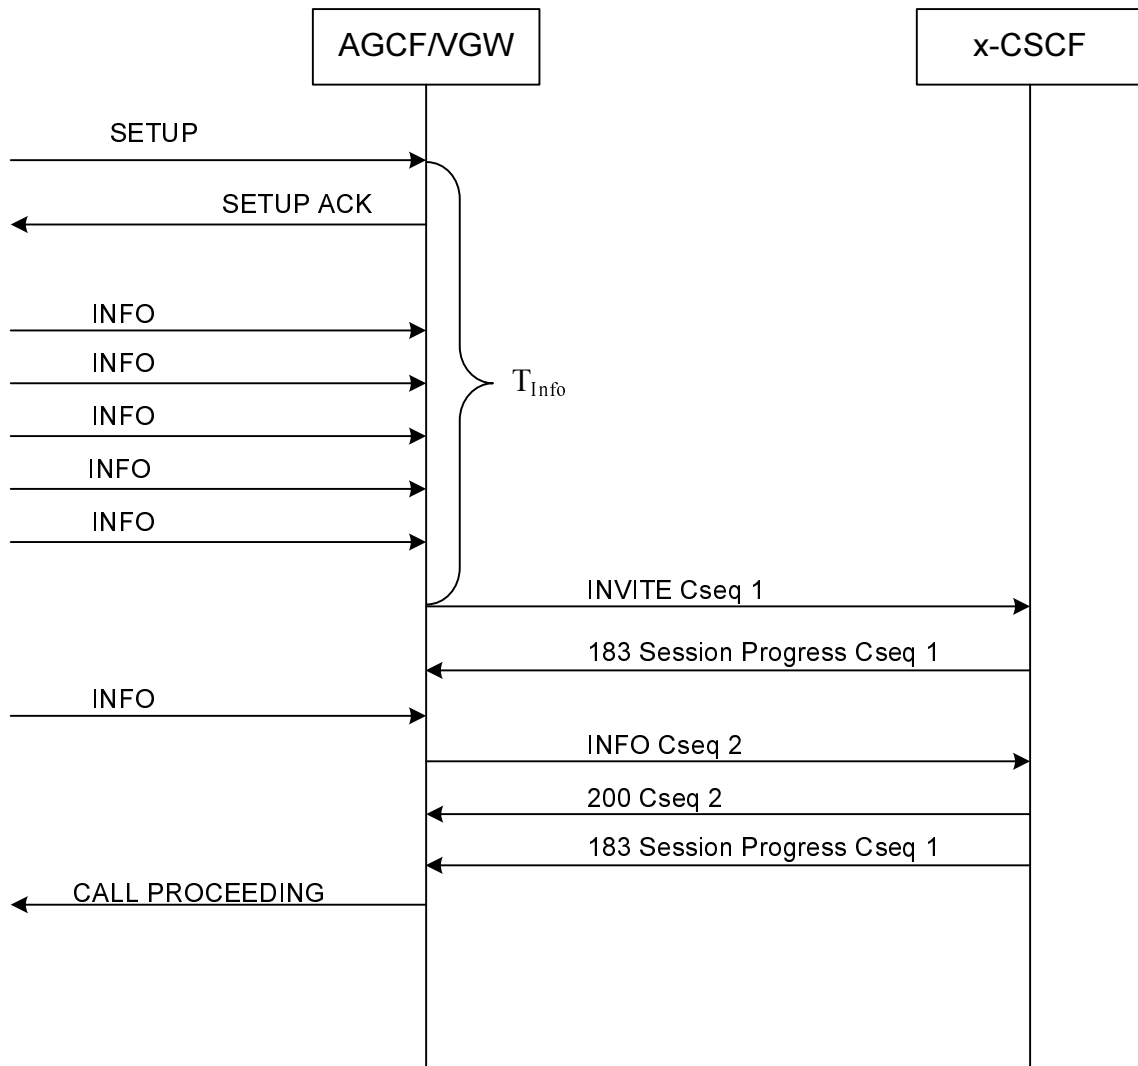 AGCF/VGW
x-CSCF
SETUP
SETUP ACK
INFO
INFO
TInfo
INFO
INFO
INFO
INVITE Cseq 1
183 Session Progress Cseq 1
INFO
INFO Cseq 2
200 Cseq 2
183 Session Progress Cseq 1
CALL PROCEEDING